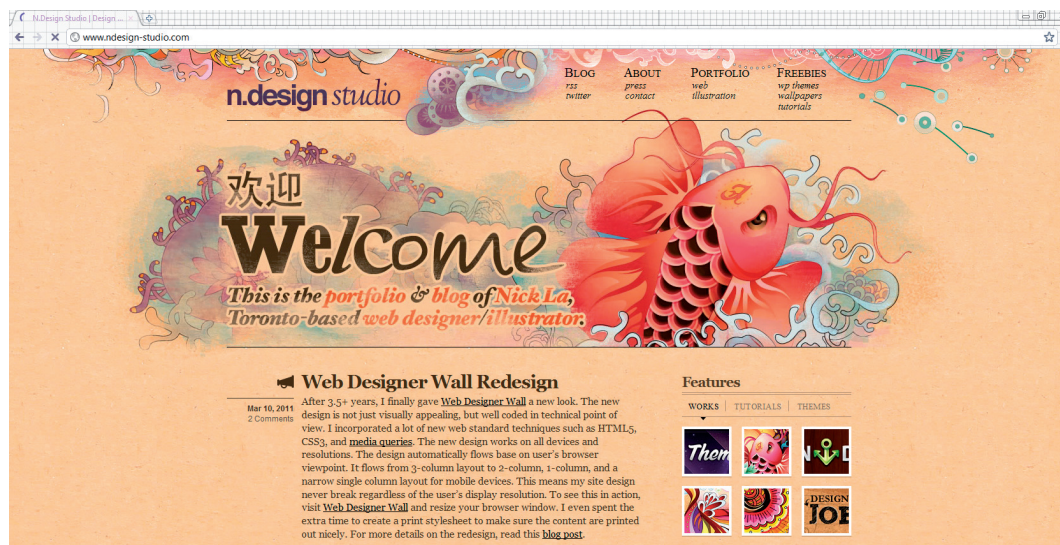 N.Design Studio | Design ...
www.ndesign-studio.com
n.design studio
BLOG
rss
twitter
ABOUT
press
contact
PORTFOLIO
web
illustration
FREEBIES
wp themes
wallpapers
tutorials
欢迎
Welcome
This is the portfolio & blog of Nick La,
Toronto-based web designer/illustrator.
Web Designer Wall Redesign
Mar 10, 2011
2 Comments
After 3.5+ years, I finally gave Web Designer Wall a new look. The new
design is not just visually appealing, but well coded in technical point of
view. I incorporated a lot of new web standard techniques such as HTML5,
CSS3, and media queries. The new design works on all devices and
resolutions. The design automatically flows base on user's browser
viewpoint. It flows from 3-column layout to 2-column, 1-column, and a
narrow single column layout for mobile devices. This means my site design
never break regardless of the user's display resolution. To see this in action,
visit Web Designer Wall and resize your browser window. I even spent the
extra time to create a print stylesheet to make sure the content are printed
out nicely. For more details on the redesign, read this blog post.
Features
WORKS
TUTORIALS
THEMES
Them
N D
DESIGN
JOB